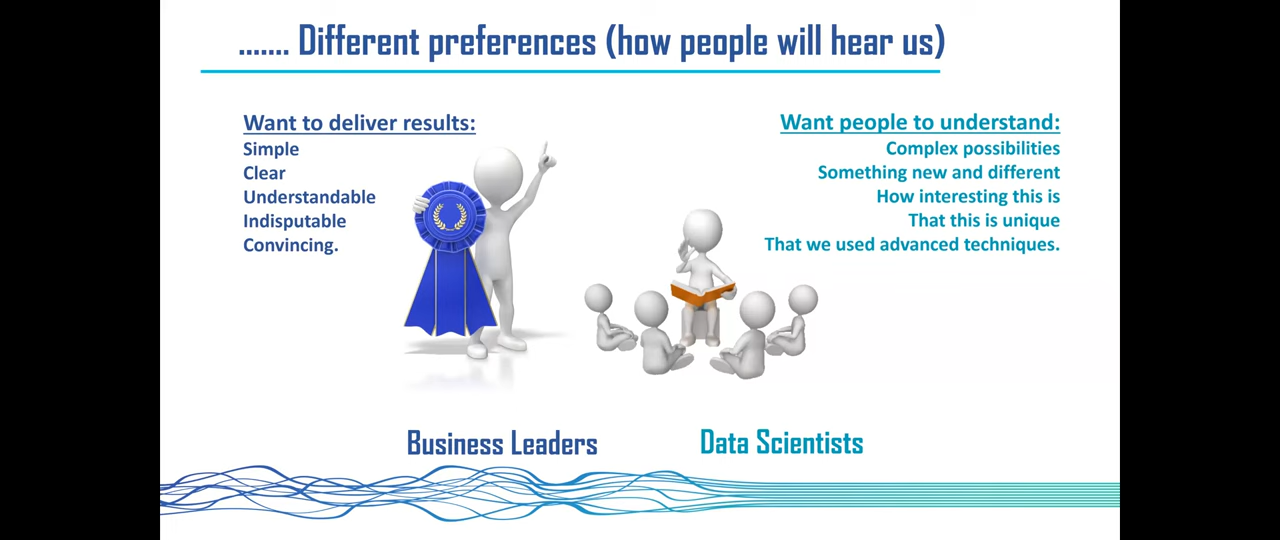 ....... Different preferences (how people will hear us)
Want to deliver results:
Simple
Clear
Understandable
Indisputable
Convincing.
Want people to understand:
Complex possibilities
Something new and different
How interesting this is
That this is unique
That we used advanced techniques.
Business Leaders
Data Scientists